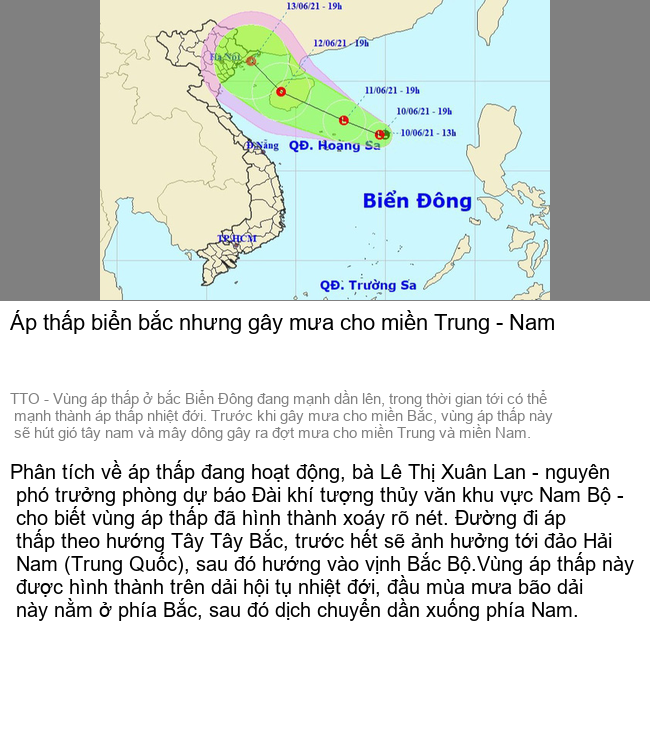 13/06/21 - 19h
12/06/21 - 19h
Hà Nội
11/06/21 - 19h
10/06/21 - 19h
10/06/21 - 13h
Đ.Nẵng
QĐ. Hoang Sa
Biển Đông
TP.HCM
QĐ. Trường Sa
Áp thấp biển bắc nhưng gây mưa cho miền Trung - Nam
TTO - Vùng áp thấp ở bắc Biển Đông đang mạnh dần lên, trong thời gian tới có thể
mạnh thành áp thấp nhiệt đới. Trước khi gây mưa cho miền Bắc, vùng áp thấp này
sẽ hút gió tây nam và mây dông gây ra đợt mưa cho miền Trung và miền Nam.
Phân tích về áp thấp đang hoạt động, bà Lê Thị Xuân Lan - nguyên
phó trưởng phòng dự báo Đài khí tượng thủy văn khu vực Nam Bộ -
cho biết vùng áp thấp đã hình thành xoáy rõ nét. Đường đi áp
thấp theo hướng Tây Tây Bắc, trước hết sẽ ảnh hưởng tới đảo Hải
Nam (Trung Quốc), sau đó hướng vào vịnh Bắc Bộ.Vùng áp thấp này
được hình thành trên dải hội tụ nhiệt đới, đầu mùa mưa bão dải
này nằm ở phía Bắc, sau đó dịch chuyển dần xuống phía Nam.